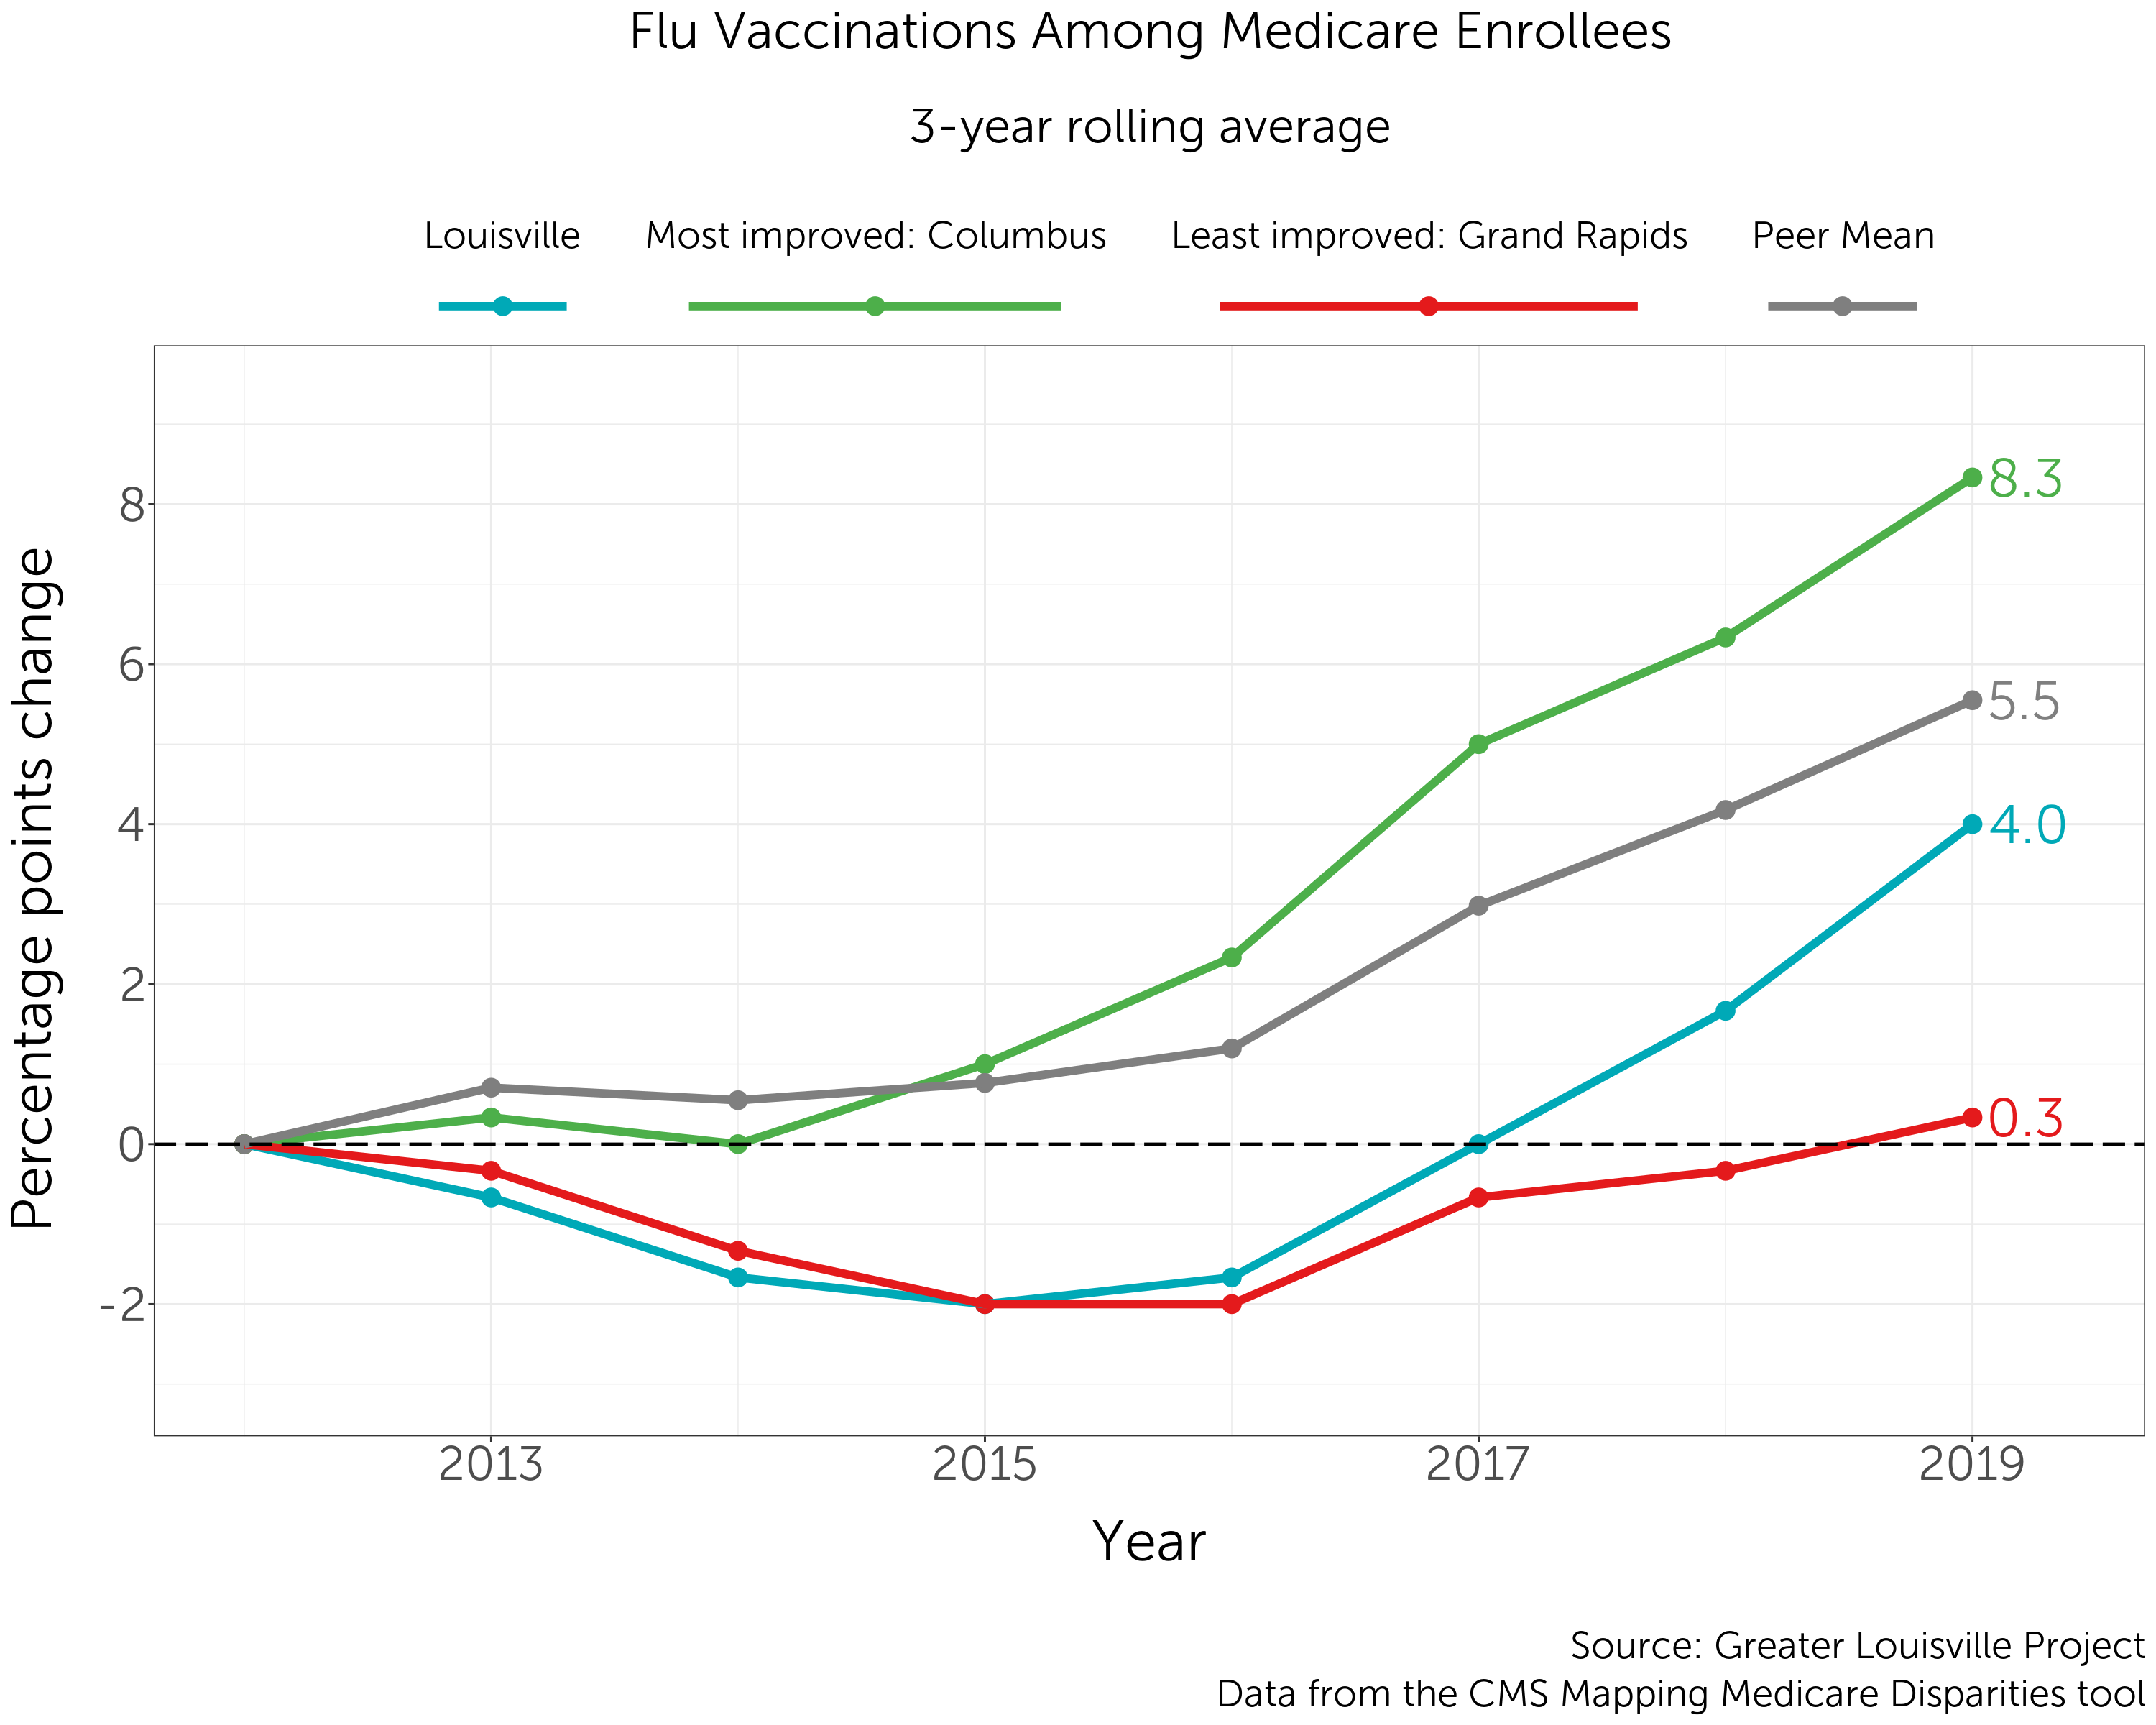 Flu Vaccinations Among Medicare Enrollees
3-year rolling average
Louisville Most improved: Columbus Least improved: Grand Rapids Peer Mean
Percentage points change
8
6
4
2
0
-2
8.3
5.5
4.0
0.3
2013 2015 2017 2019
Year
Source: Greater Louisville Project
Data from the CMS Mapping Medicare Disparities tool